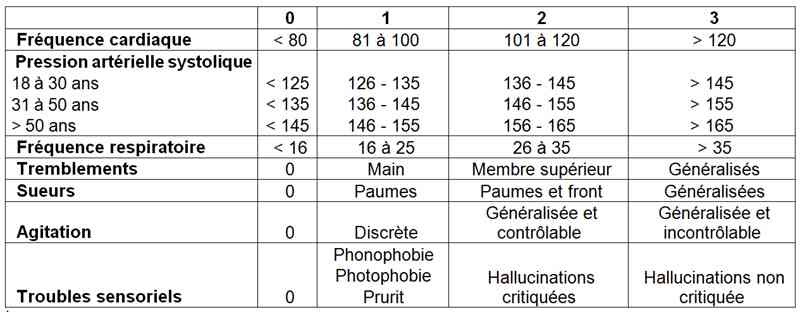 0 1 2 3
Fréquence cardiaque < 80 81 à 100 101 à 120 > 120
Pression artérielle systolique
18 à 30 ans < 125 126 - 135 136 - 145 > 145
31 à 50 ans < 135 136 - 145 146 - 155 > 155
> 50 ans < 145 146 - 155 156 - 165 > 165
Fréquence respiratoire < 16 16 à 25 26 à 35 > 35
Tremblements 0 Main Membre supérieur Généralisés
Sueurs 0 Paumes Paumes et front Généralisées
Généralisée et Généralisée et
Agitation 0 Discrète contrôlable incontrôlable
Phonophobie
Photophobie Hallucinations Hallucinations non
Troubles sensoriels 0 Prurit critiquées critiquée